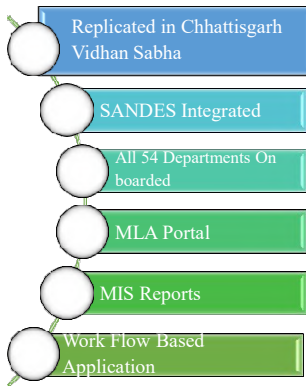 Replicated in Chhattisgarh
Vidhan Sabha
SANDES Integrated
All 54 Departments On
boarded
MLA Portal
MIS Reports
Work Flow Based
Application